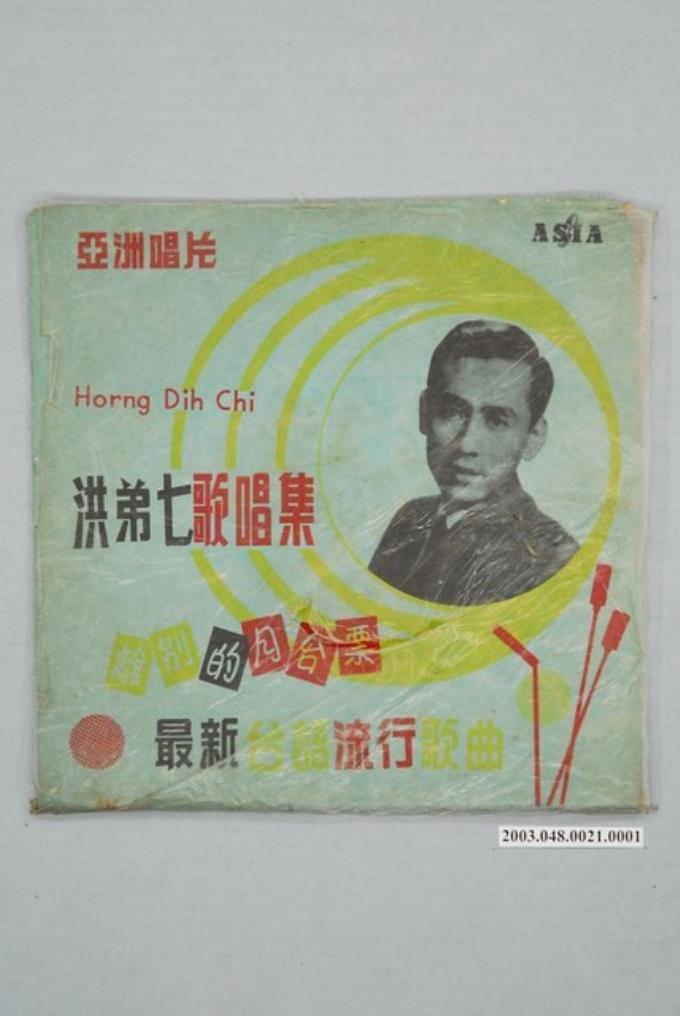 亞洲唱片
ASIA
Horng Dih Chi
洪弟七歌唱集
離別的月台票
最新台語流行歌曲
2003.048.0021.0001